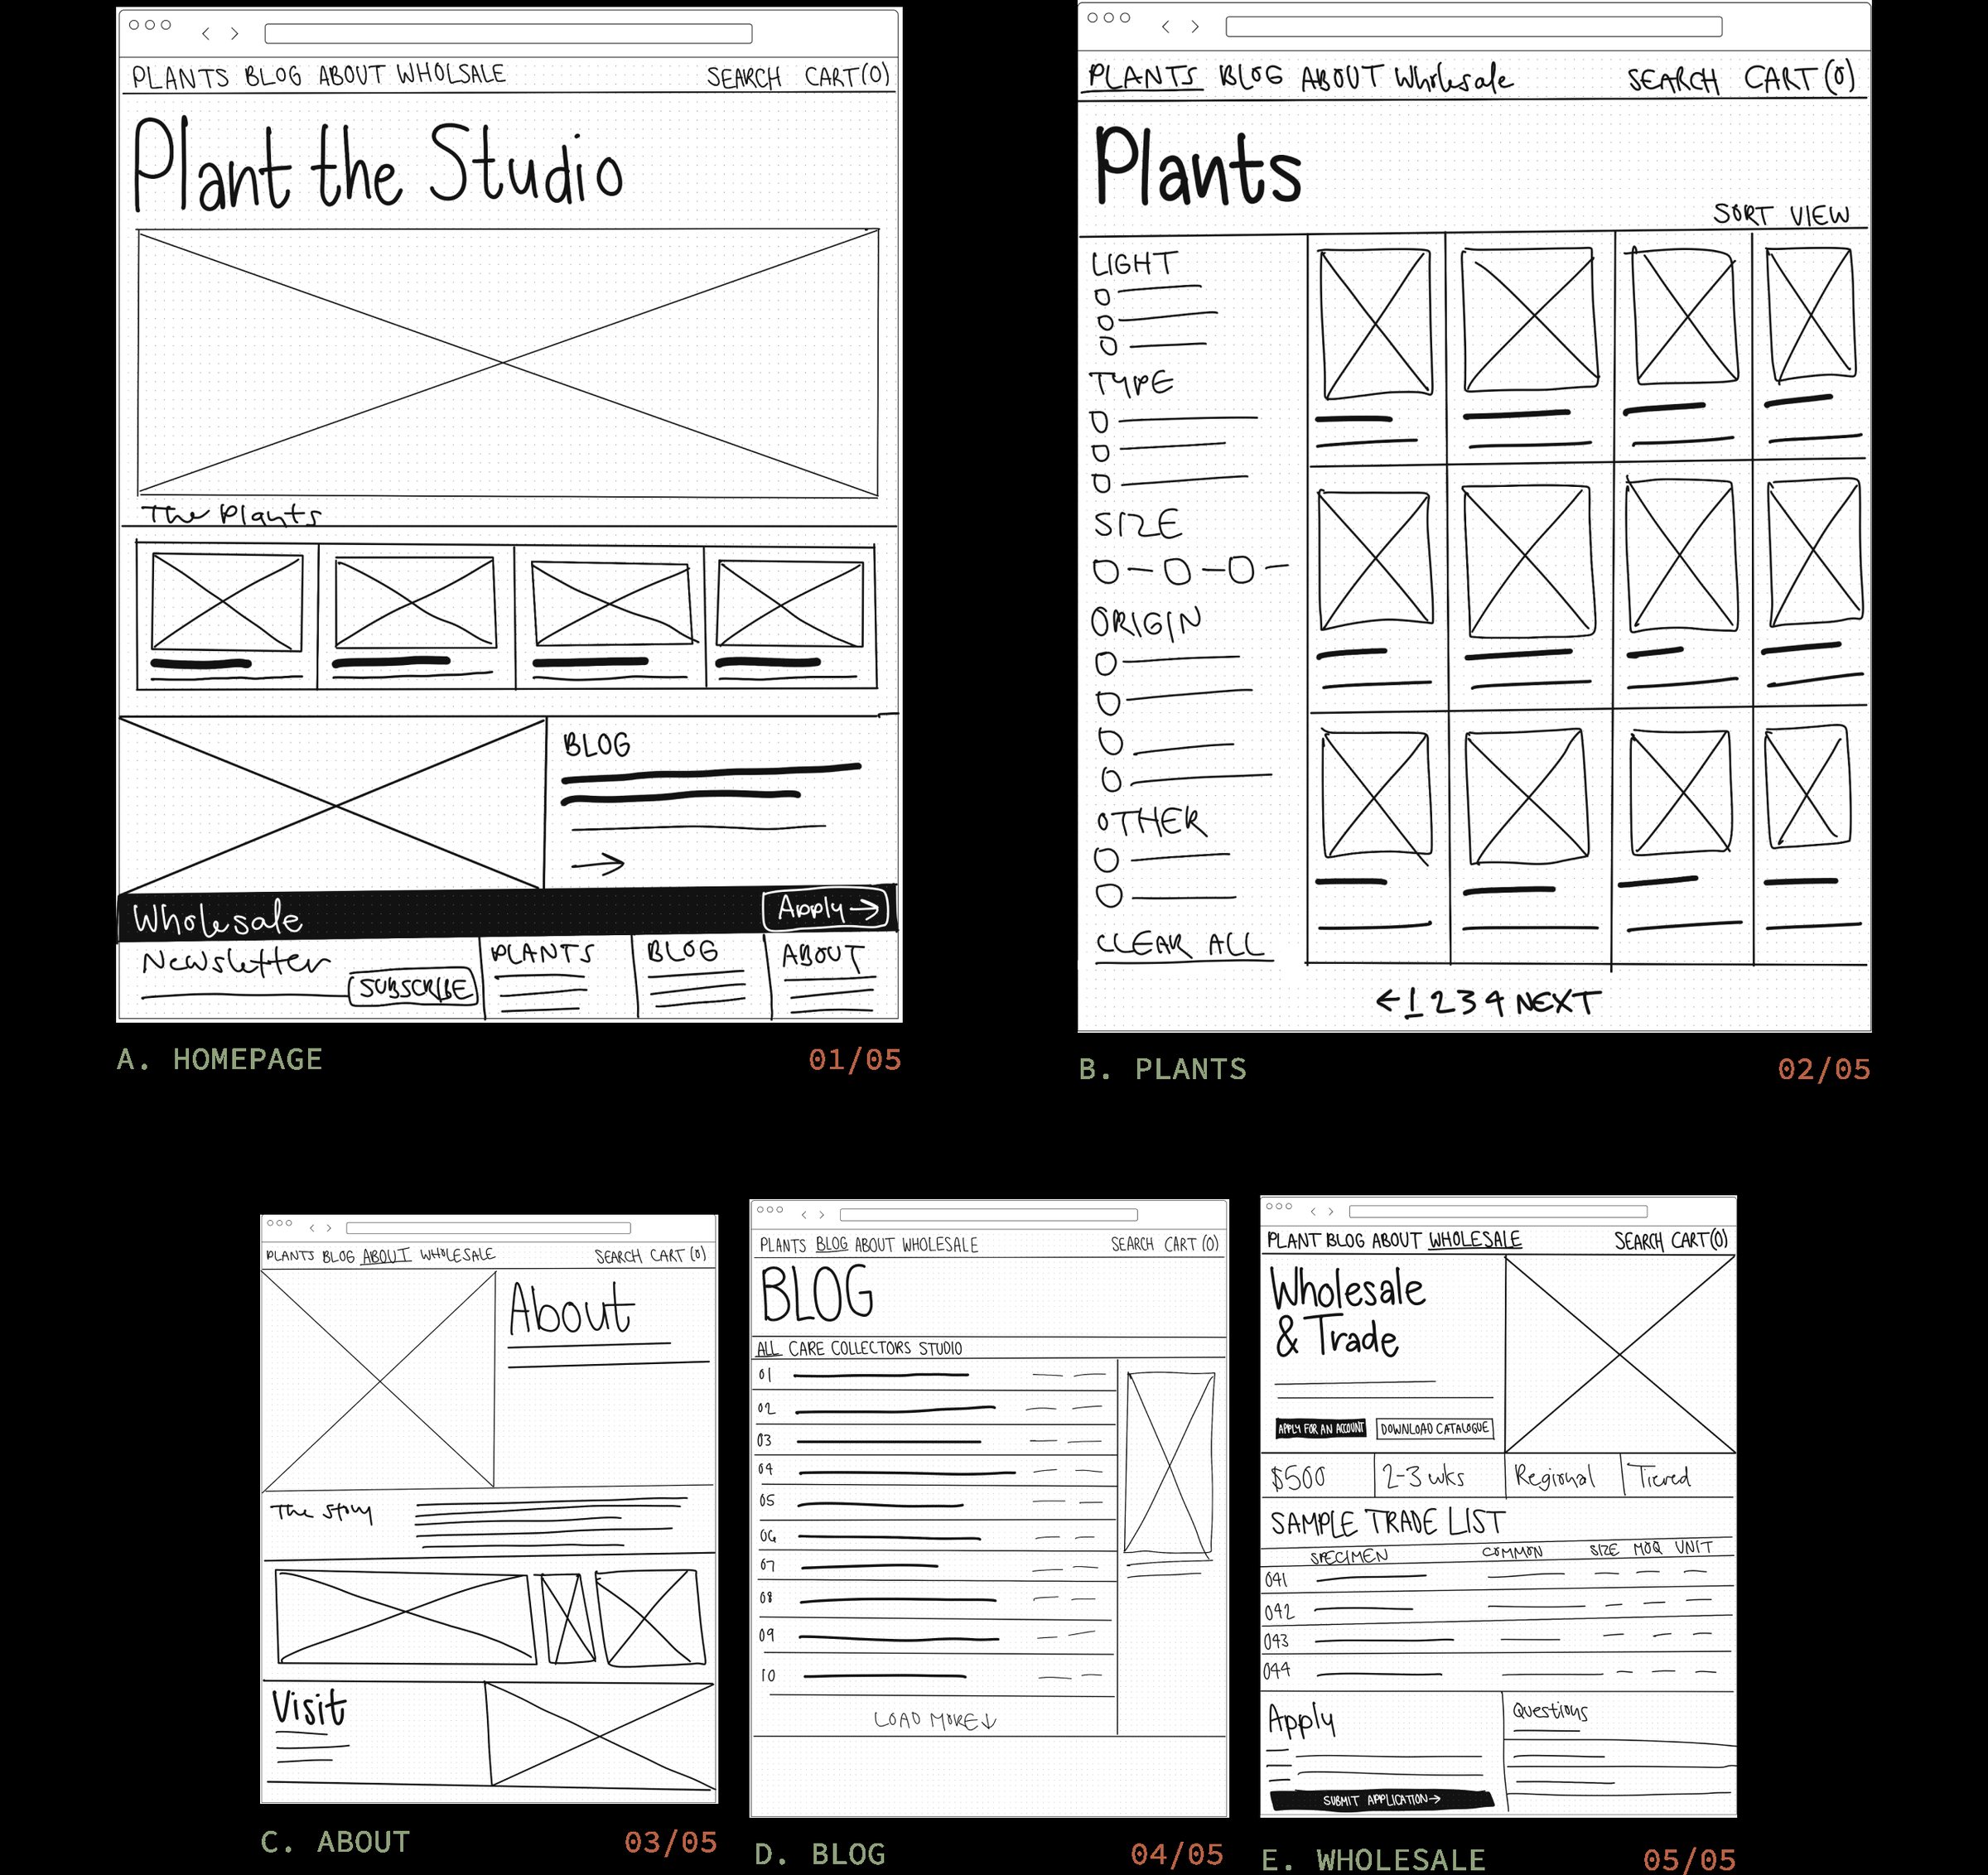 PLANTS BLOG ABOUT WHOLSALE SEARCH CART(0)
Plant the Studio
The Plants
BLOG
Wholesale Apply→
Newsletter SUBSCRIBE
PLANTS BLOG ABOUT
A. HOMEPAGE 01/05
PLANTS BLOG ABOUT Wholesale SEARCH CART(0)
Plants
SORT VIEW
LIGHT
TYPE
SIZE
ORIGIN
OTHER
CLEAR ALL
← 1 2 3 4 NEXT
B. PLANTS 02/05
PLANTS BLOG ABOUT WHOLESALE SEARCH CART (0)
About
The Story
Visit
C. ABOUT 03/05
PLANTS BLOG ABOUT WHOLESALE SEARCH CART (0)
BLOG
ALL CARE COLLECTORS STUDIO
01
02
03
04
05
06
07
08
09
10
LOAD MORE↓
D. BLOG 04/05
PLANT BLOG ABOUT WHOLESALE SEARCH CART(0)
Wholesale
& Trade
APPLY FOR AN ACCOUNT DOWNLOAD CATALOGUE
$500 2-3 wks Regional Tiered
SAMPLE TRADE LIST
SPECIMEN COMMON SIZE MOQ UNIT
041
042
043
044
Apply Questions
SUBMIT APPLICATION→
E. WHOLESALE 05/05